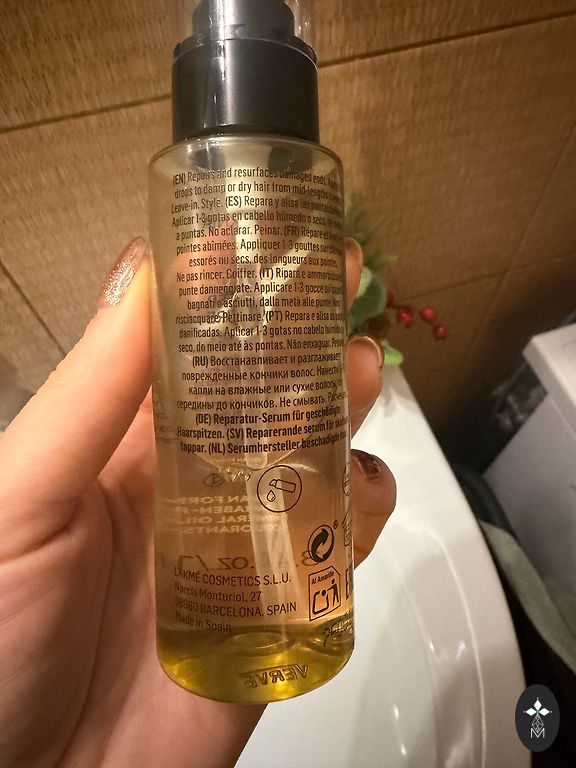 (EN) Repairs and resurfaces damaged ends.
drops to damp or dry hair from mid-lengths
Leave-in. Style. (ES) Repara y alisa las puntas
Aplicar 1-3 gotas en cabello húmedo o seco, de
a puntas. No aclarar. Peinar. (FR) Répare et
pointes abîmées. Appliquer 1-3 gouttes sur
essorés ou secs, des longueurs aux pointes.
Ne pas rincer. Coiffer. (IT) Ripara e ammorbidisce
punte danneggiate. Applicare 1-3 gocce sui
bagnati o asciutti, dalla metà alle punte. Non
risciacquare. Pettinare. (PT) Repara e alisa as
danificadas. Aplicar 1-3 gotas no cabelo húmido
seco, do meio até às pontas. Não enxaguar.
(RU) Восстанавливает и разглаживает
поврежденные кончики волос. Нанести
капли на влажные или сухие волосы,
середины до кончиков. Не смывать.
(DE) Reparatur-Serum für geschädigte
Haarspitzen. (SV) Reparerande serum för
toppar. (NL) Serumhersteller beschadigde
LAKMÉ COSMETICS S.L.U.
Narcís Monturiol, 27
08960 BARCELONA. SPAIN
Made in Spain
Al Amarillo
VERVE
M